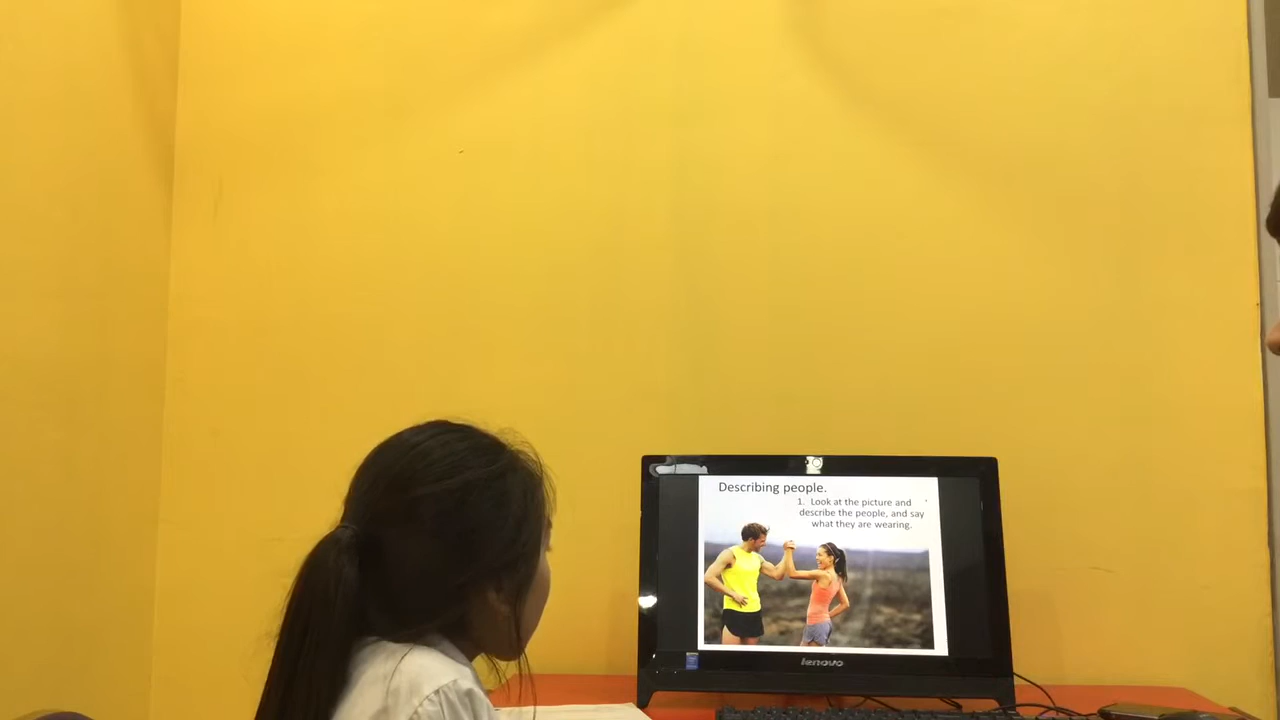 Describing people.
1. Look at the picture and
describe the people, and say
what they are wearing.
lenovo